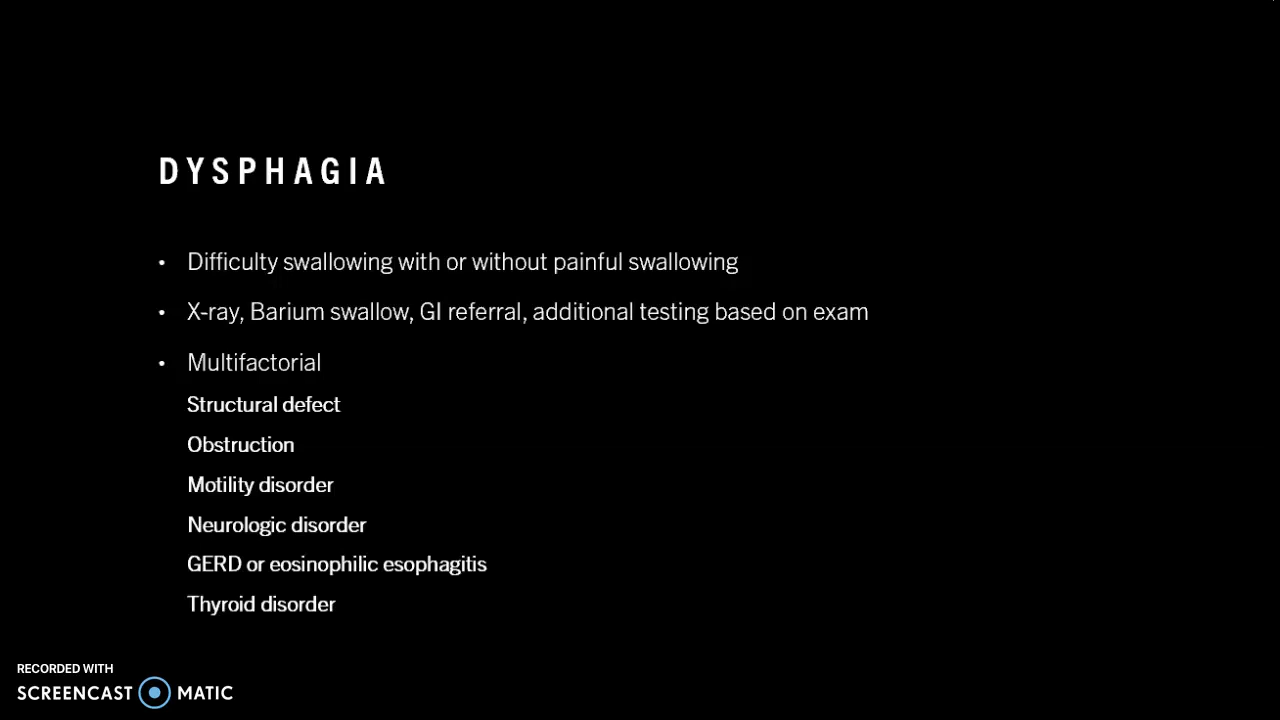 DYSPHAGIA
• Difficulty swallowing with or without painful swallowing
• X-ray, Barium swallow, GI referral, additional testing based on exam
• Multifactorial
Structural defect
Obstruction
Motility disorder
Neurologic disorder
GERD or eosinophilic esophagitis
Thyroid disorder
RECORDED WITH
SCREENCAST MATIC